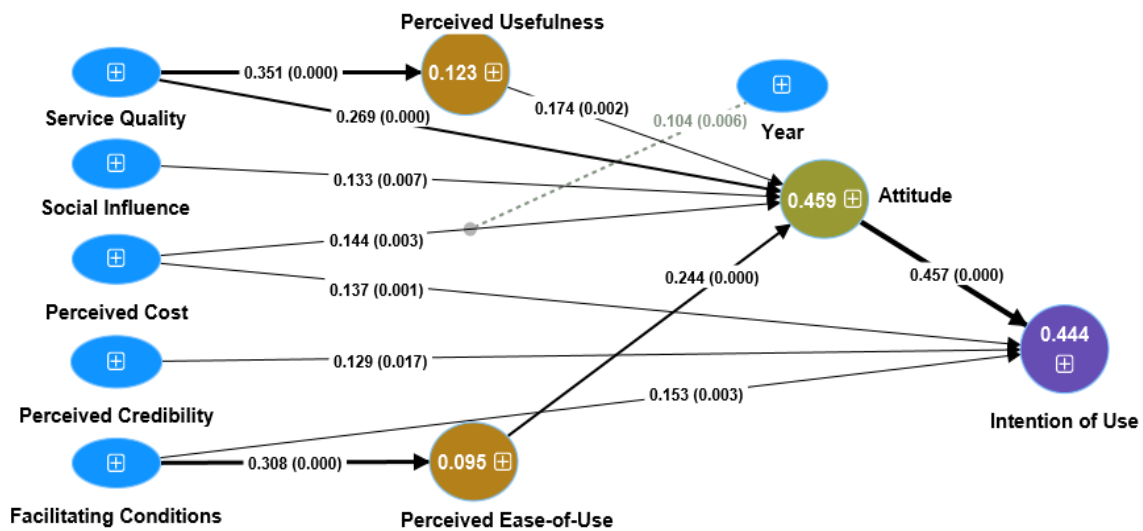 Perceived Usefulness
0.351 (0.000)
0.123
Service Quality
0.269 (0.000)
0.174 (0.002)
0.104 (0.006)
Year
Social Influence
0.133 (0.007)
0.459
Attitude
0.144 (0.003)
Perceived Cost
0.137 (0.001)
0.244 (0.000)
0.457 (0.000)
0.444
Perceived Credibility
0.129 (0.017)
0.153 (0.003)
Intention of Use
Facilitating Conditions
0.308 (0.000)
0.095
Perceived Ease-of-Use